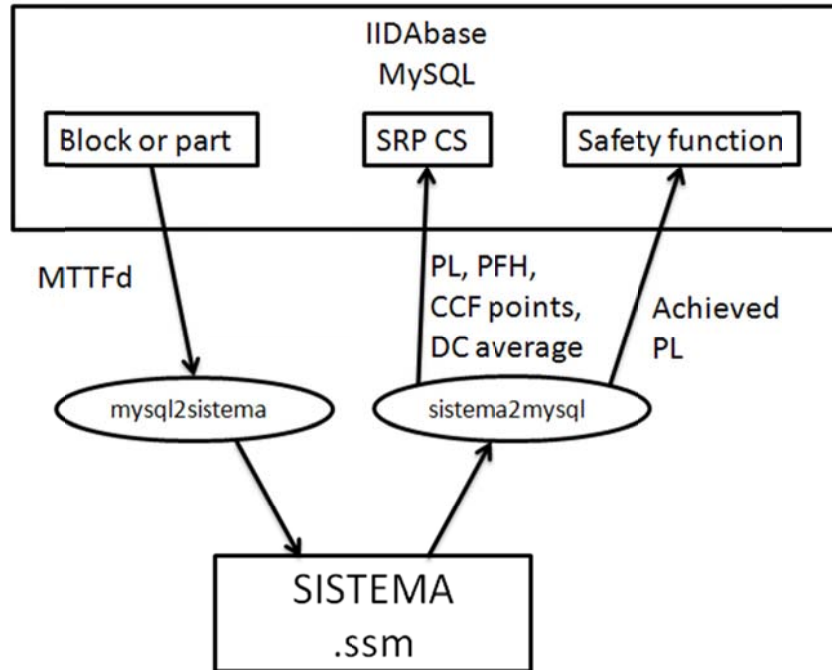 IIDAbase
MySQL
Block or part
SRP CS
Safety function
MTTFd
PL, PFH,
CCF points,
DC average
Achieved
PL
mysql2sistema
sistema2mysql
SISTEMA
.ssm